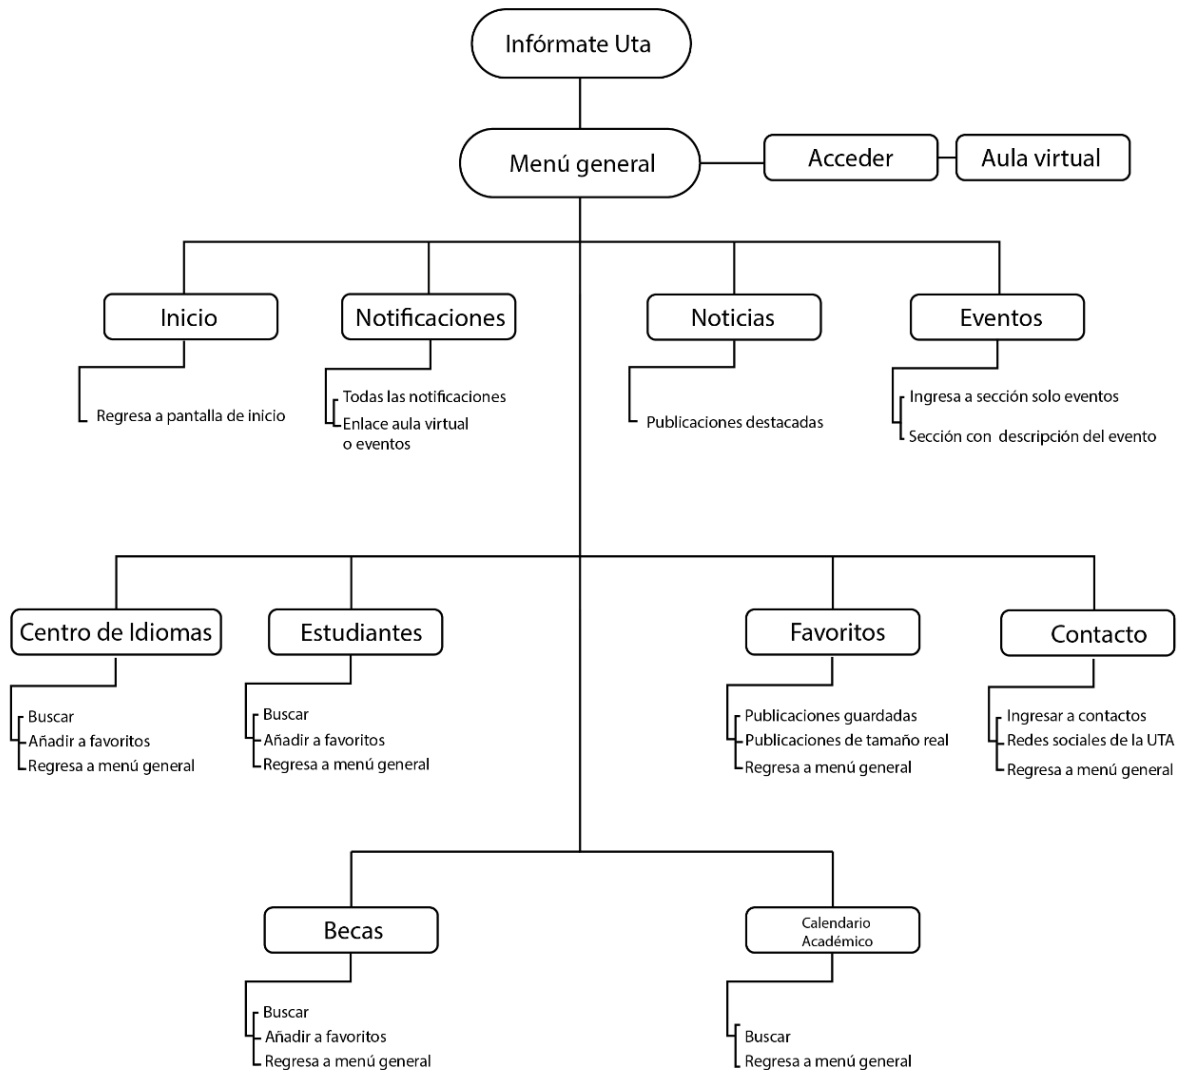 Infórmate Uta
Menú general
Acceder
Aula virtual
Inicio
Notificaciones
Noticias
Eventos
Regresa a pantalla de inicio
Todas las notificaciones
Enlace aula virtual
o eventos
Publicaciones destacadas
Ingresa a sección solo eventos
Sección con descripción del evento
Centro de Idiomas
Estudiantes
Favoritos
Contacto
Buscar
Añadir a favoritos
Regresa a menú general
Buscar
Añadir a favoritos
Regresa a menú general
Publicaciones guardadas
Publicaciones de tamaño real
Regresa a menú general
Ingresar a contactos
Redes sociales de la UTA
Regresa a menú general
Becas
Calendario
Académico
Buscar
Añadir a favoritos
Regresa a menú general
Buscar
Regresa a menú general